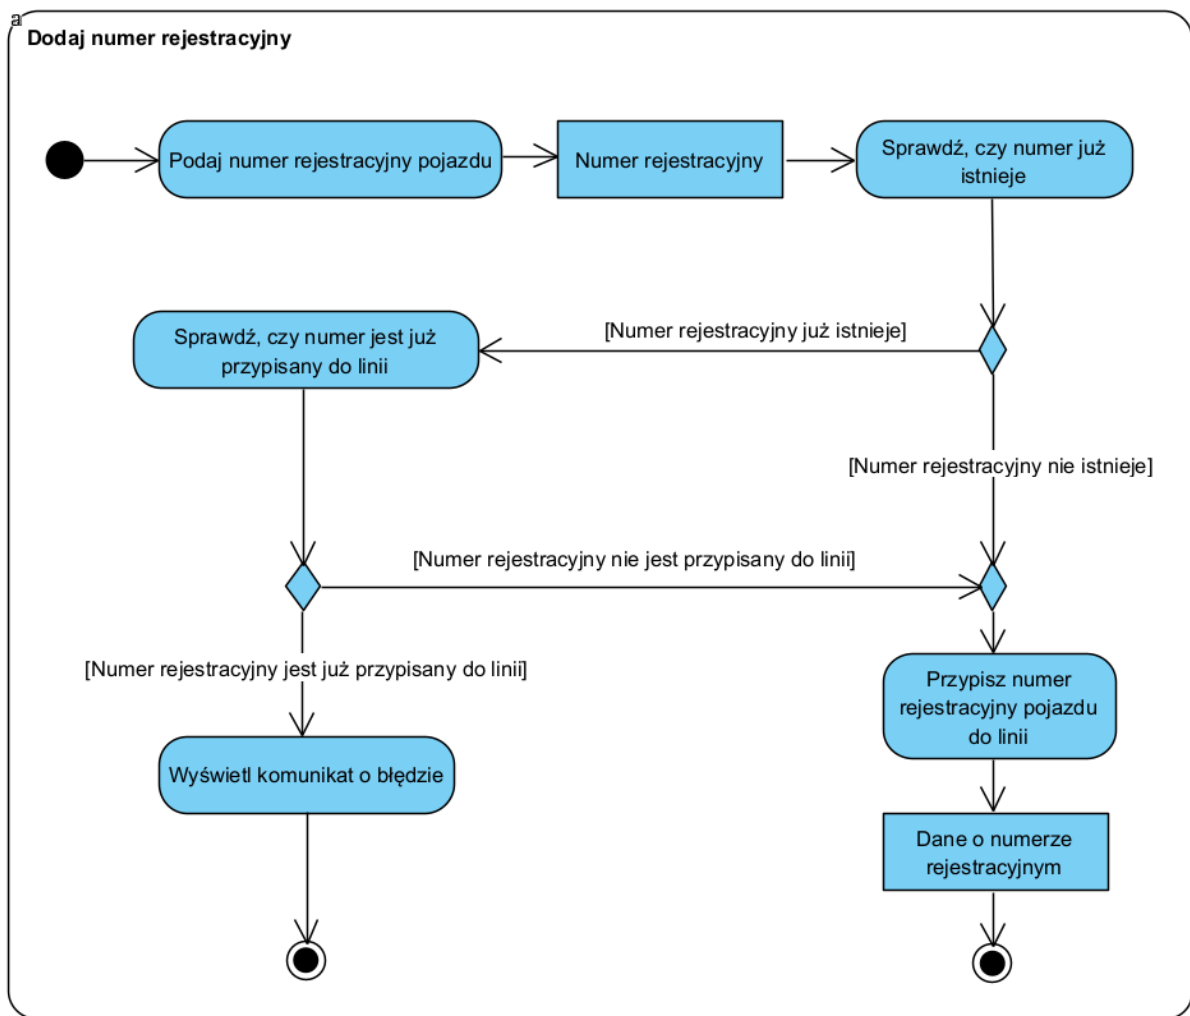 a
Dodaj numer rejestracyjny
Podaj numer rejestracyjny pojazdu
Numer rejestracyjny
Sprawdź, czy numer już
istnieje
[Numer rejestracyjny już istnieje]
Sprawdź, czy numer jest już
przypisany do linii
[Numer rejestracyjny nie istnieje]
[Numer rejestracyjny nie jest przypisany do linii]
[Numer rejestracyjny jest już przypisany do linii]
Przypisz numer
rejestracyjny pojazdu
do linii
Wyświetl komunikat o błędzie
Dane o numerze
rejestracyjnym